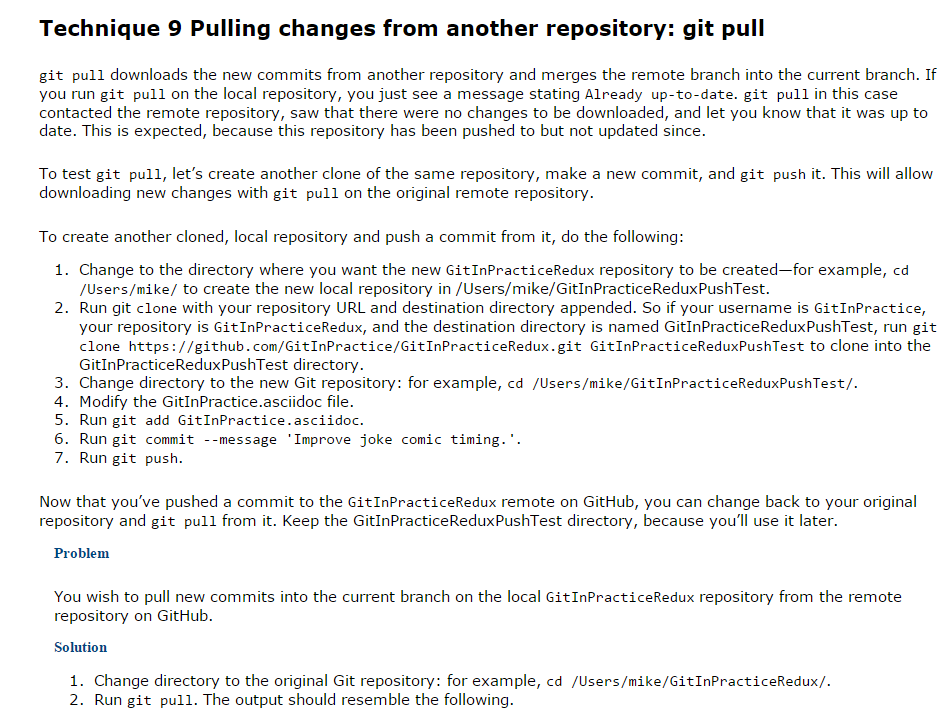 Technique 9 Pulling changes from another repository: git pull
git pull downloads the new commits from another repository and merges the remote branch into the current branch. If
you run git pull on the local repository, you just see a message stating Already up-to-date. git pull in this case
contacted the remote repository, saw that there were no changes to be downloaded, and let you know that it was up to
date. This is expected, because this repository has been pushed to but not updated since.
To test git pull, let’s create another clone of the same repository, make a new commit, and git push it. This will allow
downloading new changes with git pull on the original remote repository.
To create another cloned, local repository and push a commit from it, do the following:
1. Change to the directory where you want the new GitInPracticeRedux repository to be created—for example, cd
/Users/mike/ to create the new local repository in /Users/mike/GitInPracticeReduxPushTest.
2. Run git clone with your repository URL and destination directory appended. So if your username is GitInPractice,
your repository is GitInPracticeRedux, and the destination directory is named GitInPracticeReduxPushTest, run git
clone https://github.com/GitInPractice/GitInPracticeRedux.git GitInPracticeReduxPushTest to clone into the
GitInPracticeReduxPushTest directory.
3. Change directory to the new Git repository: for example, cd /Users/mike/GitInPracticeReduxPushTest/.
4. Modify the GitInPractice.asciidoc file.
5. Run git add GitInPractice.asciidoc.
6. Run git commit --message 'Improve joke comic timing.'.
7. Run git push.
Now that you’ve pushed a commit to the GitInPracticeRedux remote on GitHub, you can change back to your original
repository and git pull from it. Keep the GitInPracticeReduxPushTest directory, because you’ll use it later.
Problem
You wish to pull new commits into the current branch on the local GitInPracticeRedux repository from the remote
repository on GitHub.
Solution
1. Change directory to the original Git repository: for example, cd /Users/mike/GitInPracticeRedux/.
2. Run git pull. The output should resemble the following.